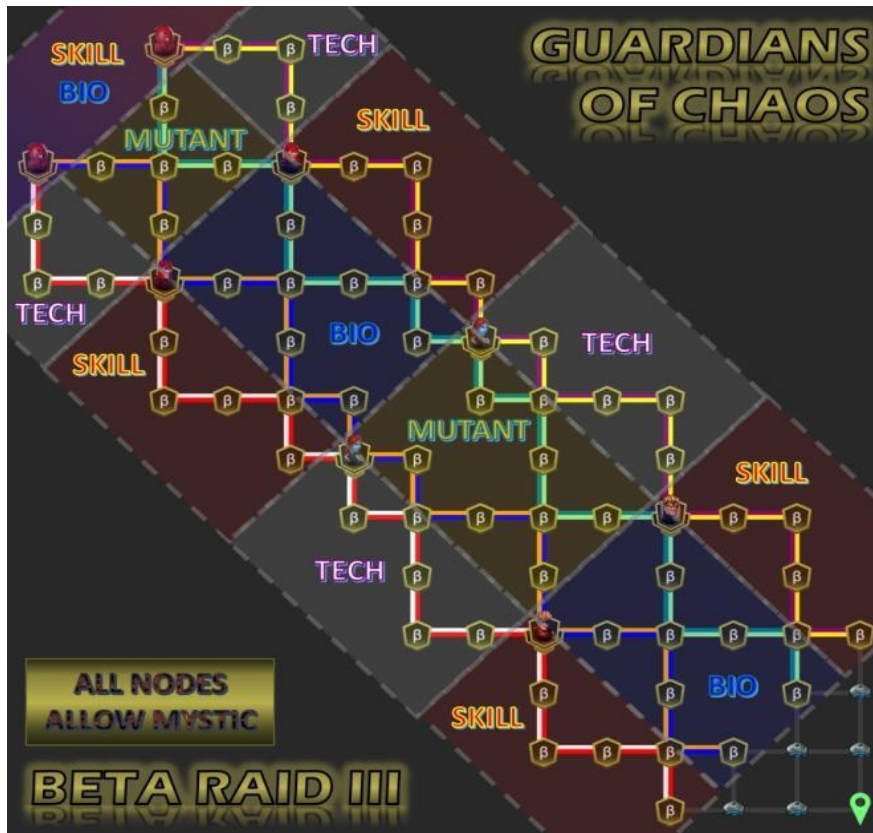 GUARDIANS
OF CHAOS
SKILL
BIO
β β
TECH
β
SKILL
MUTANT
β β β β β
β β β β
β β β β β β β
TECH
β β β β
BIO
TECH
SKILL
β β β β β β β β
MUTANT
β β β
SKILL
β β β β β β β
TECH
β β β β
β β β β β β β
β β β
BIO
SKILL
β β β β
β
ALL NODES
ALLOW MYSTIC
BETA RAID III